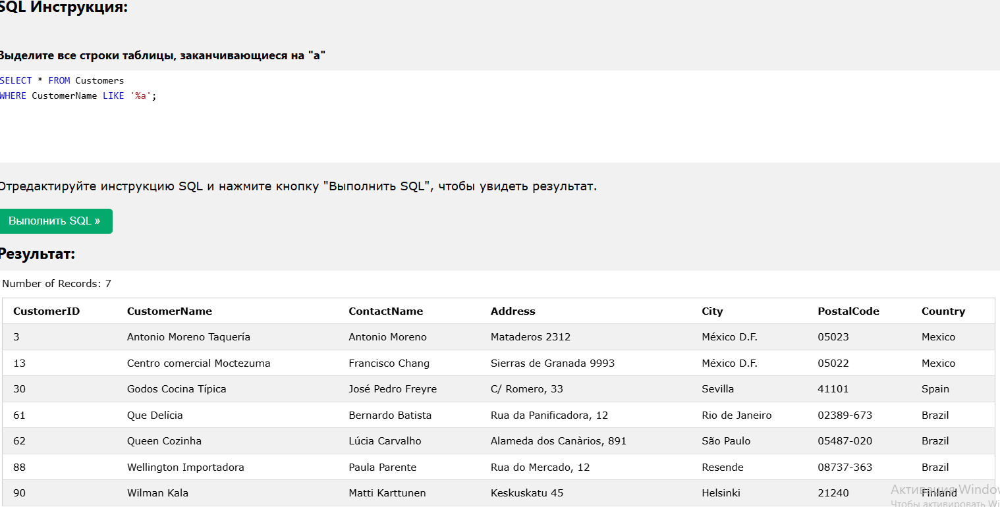 SQL Инструкция:
Выделите все строки таблицы, заканчивающиеся на "a"
SELECT * FROM Customers
WHERE CustomerName LIKE '%a';
Отредактируйте инструкцию SQL и нажмите кнопку "Выполнить SQL", чтобы увидеть результат.
Выполнить SQL »
Результат:
Number of Records: 7
CustomerID CustomerName ContactName Address City PostalCode Country
3 Antonio Moreno Taquería Antonio Moreno Mataderos 2312 México D.F. 05023 Mexico
13 Centro comercial Moctezuma Francisco Chang Sierras de Granada 9993 México D.F. 05022 Mexico
30 Godos Cocina Típica José Pedro Freyre C/ Romero, 33 Sevilla 41101 Spain
61 Que Delícia Bernardo Batista Rua da Panificadora, 12 Rio de Janeiro 02389-673 Brazil
62 Queen Cozinha Lúcia Carvalho Alameda dos Canàrios, 891 São Paulo 05487-020 Brazil
88 Wellington Importadora Paula Parente Rua do Mercado, 12 Resende 08737-363 Brazil
90 Wilman Kala Matti Karttunen Keskuskatu 45 Helsinki 21240 Finland
Активация Window
Чтобы активировать Wi